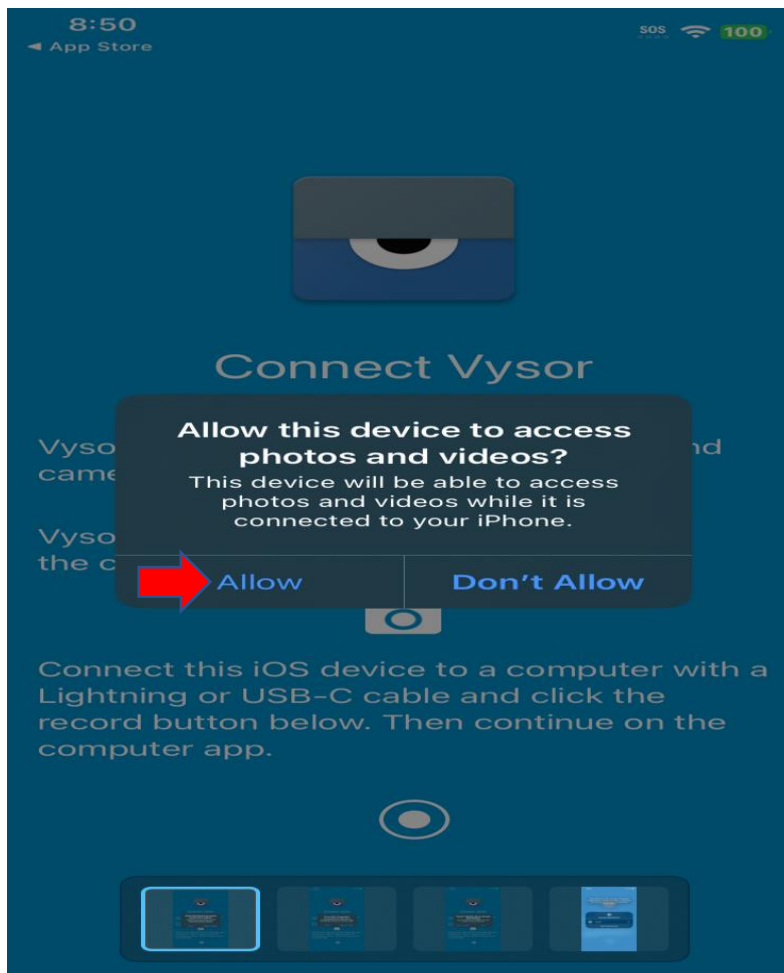 8:50
SOS 100
◀ App Store
Connect Vysor
Allow this device to access
photos and videos?
This device will be able to access
photos and videos while it is
connected to your iPhone.
Allow Don't Allow
Connect this iOS device to a computer with a
Lightning or USB-C cable and click the
record button below. Then continue on the
computer app.